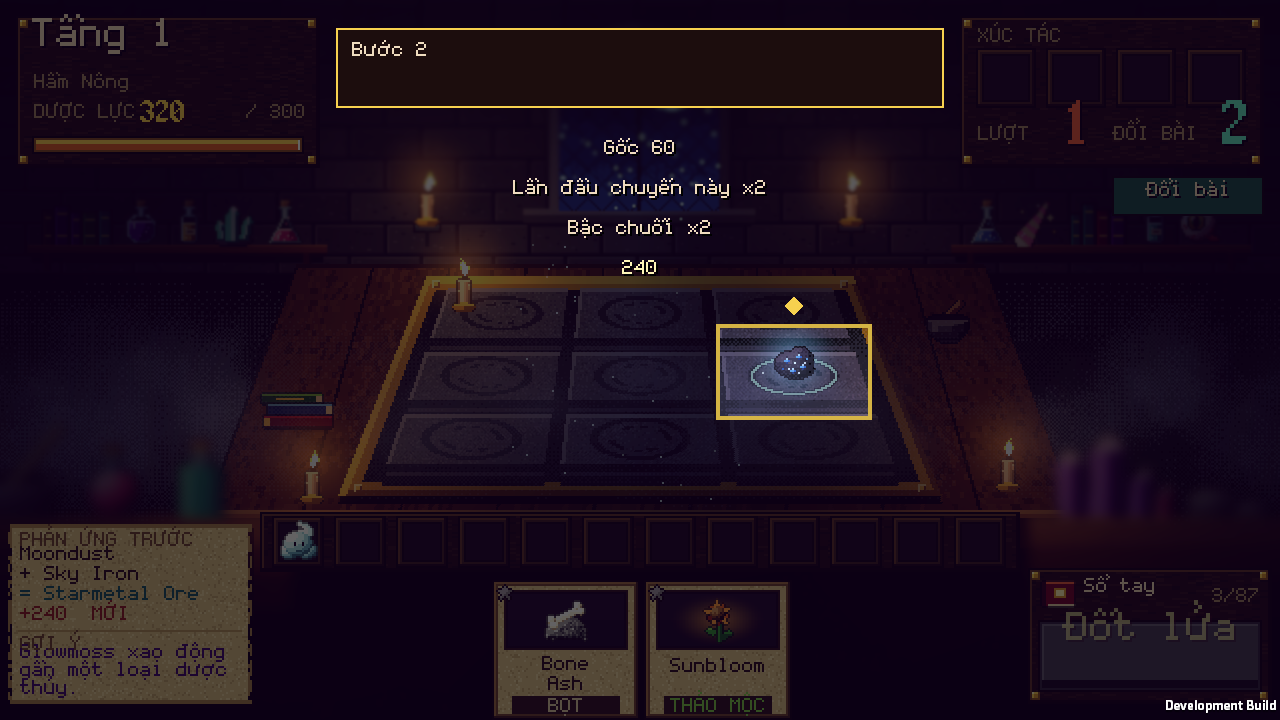 Tầng 1
Hầm Nông
DƯỢC LỰC 320 / 300
Bước 2
XÚC TÁC
LƯỢT 1 ĐỔI BÀI 2
Đổi bài
Gốc 60
Lần đầu chuyến này x2
Bậc chuỗi x2
240
PHẢN ỨNG TRƯỚC
Moondust
+ Sky Iron
= Starmetal Ore
+240 MỚI
GỢI Ý
Glowmoss xao động
gần một loại dược
thủy.
Bone
Ash
BỘT
Sunbloom
THẢO MỘC
Sổ tay
3/87
Đốt lửa
Development Build